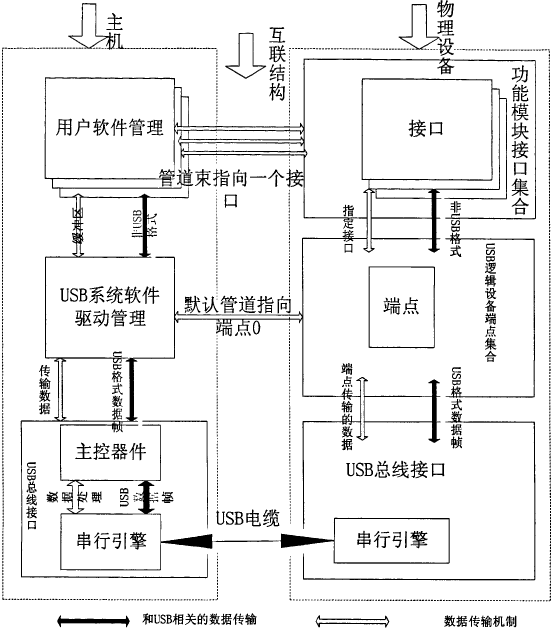 主机
互联结构
物理设备
用户软件管理
接口
功能模块接口集合
管道束指向一个接
口
缓冲区
非USB
格式
指定接口
非USB格式
USB系统软件
驱动管理
默认管道指向
端点0
端点
USB逻辑设备
端点集合
传输数据
USB格式数据
帧
端点传输
的数据
USB格式
数据帧
USB总线接口
主控器件
数据处理
USB
数据帧
串行引擎
USB电缆
USB总线接口
串行引擎
和USB相关的数据传输
数据传输机制